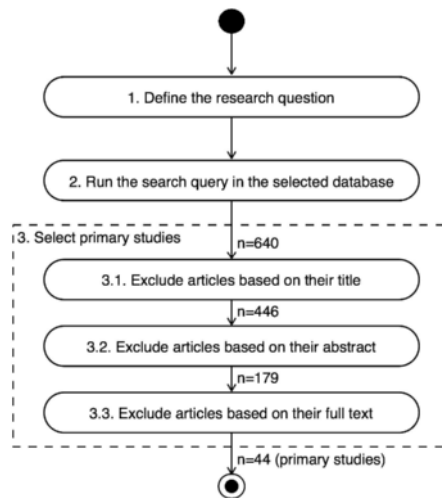 1. Define the research question
2. Run the search query in the selected database
3. Select primary studies
n=640
3.1. Exclude articles based on their title
n=446
3.2. Exclude articles based on their abstract
n=179
3.3. Exclude articles based on their full text
n=44 (primary studies)